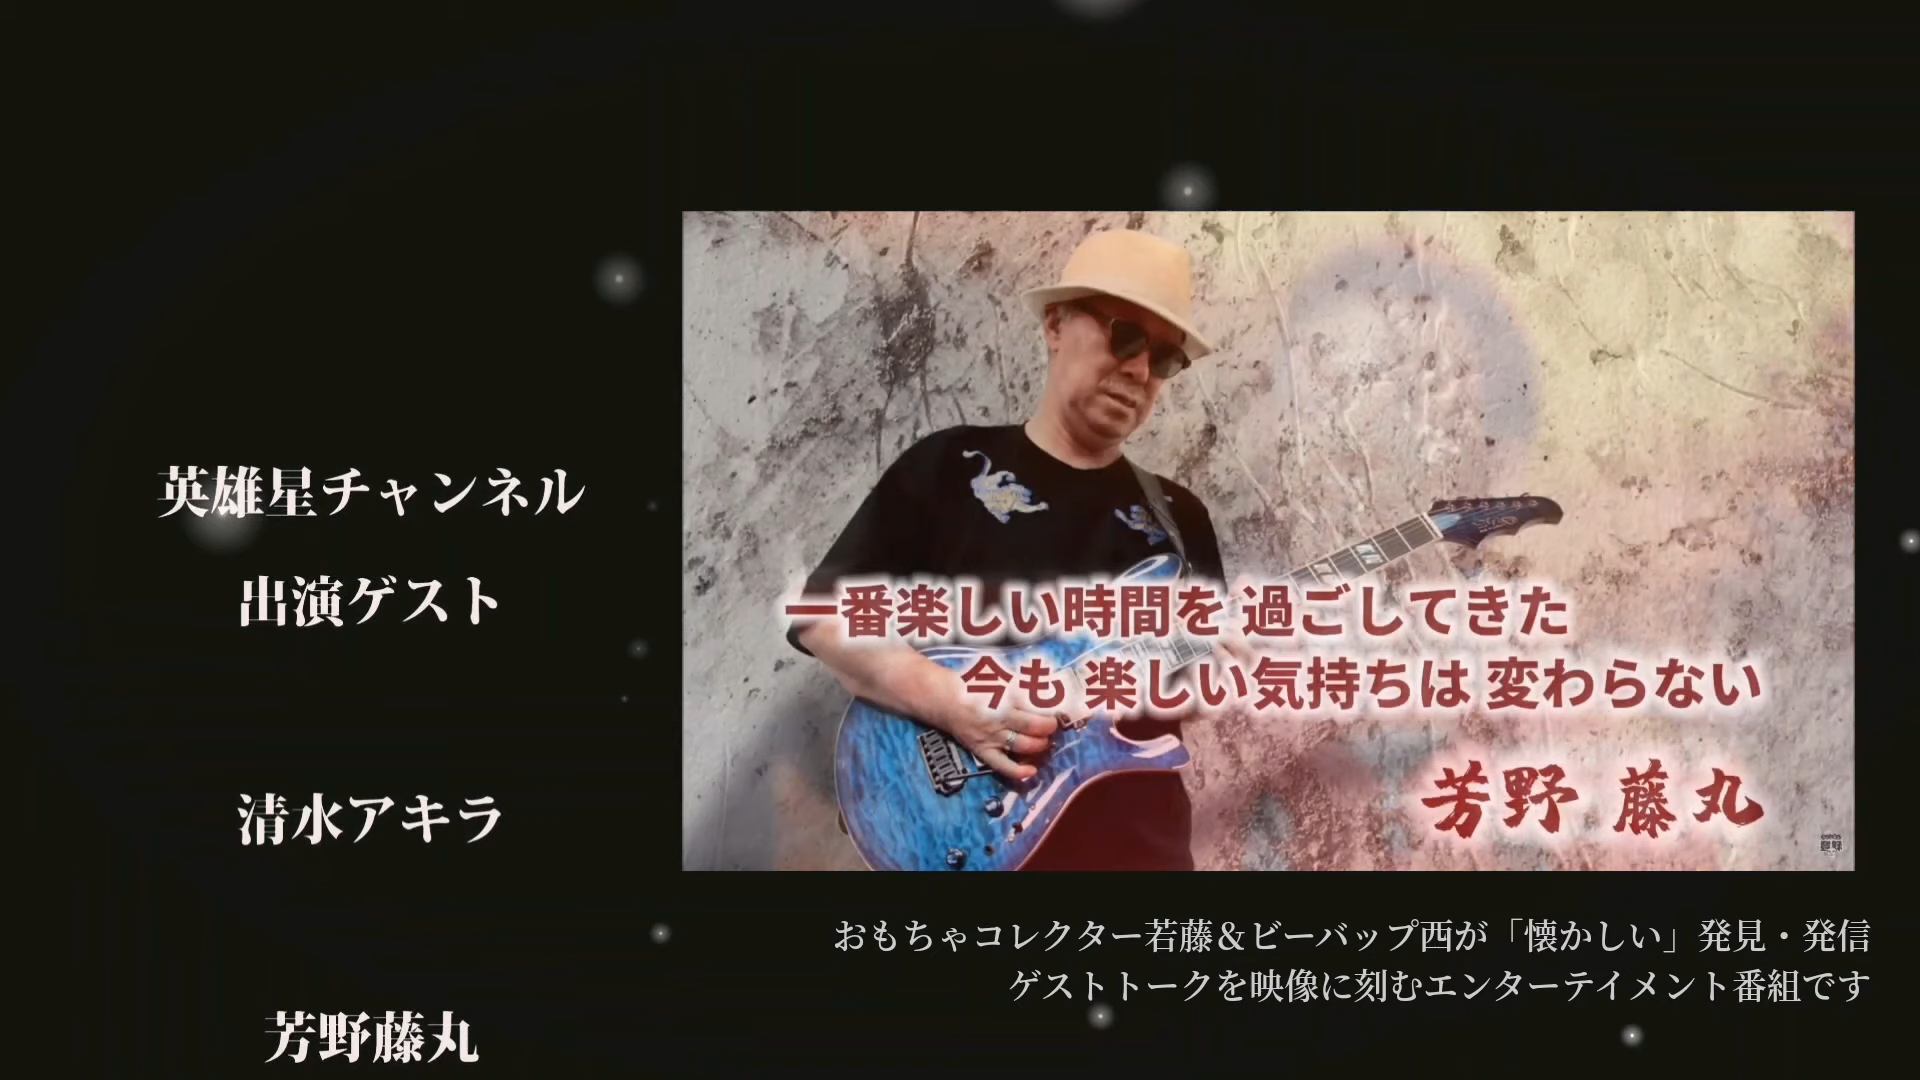 英雄星チャンネル
出演ゲスト
清水アキラ
芳野藤丸
一番楽しい時間を 過ごしてきた
今も 楽しい気持ちは 変わらない
芳野 藤丸
おもちゃコレクター若藤＆ビーバップ西が「懐かしい」発見・発信
ゲストトークを映像に刻むエンターテイメント番組です